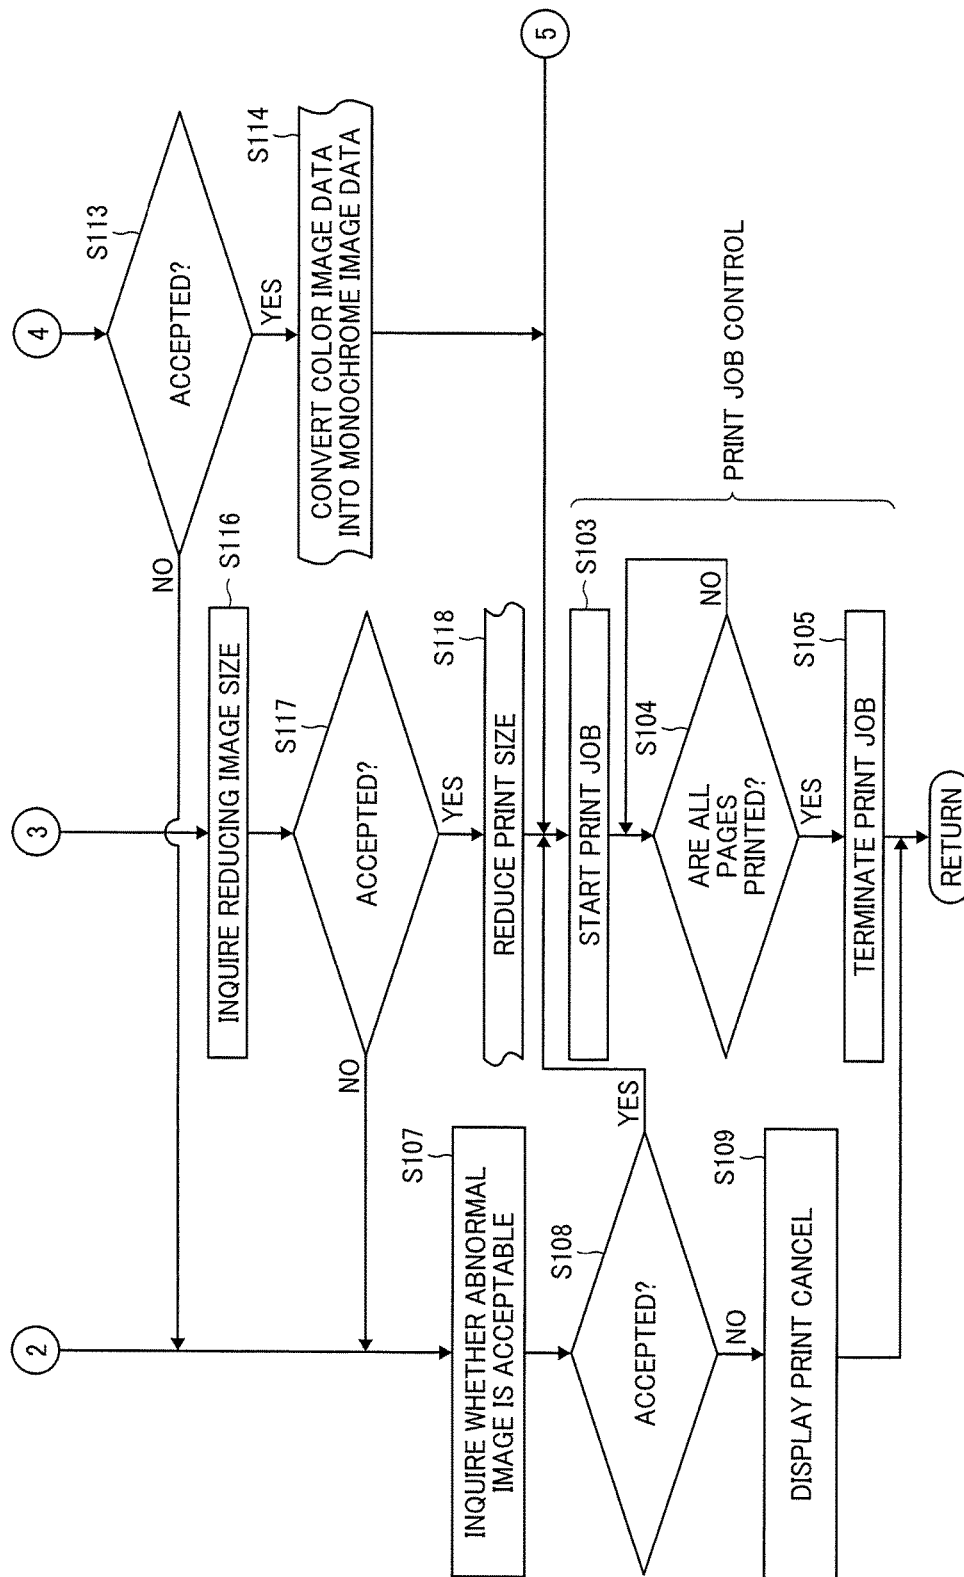 2
3
4
5
ACCEPTED?
S113
NO
YES
CONVERT COLOR IMAGE DATA
INTO MONOCHROME IMAGE DATA
S114
INQUIRE REDUCING IMAGE SIZE
S116
ACCEPTED?
S117
NO
YES
REDUCE PRINT SIZE
S118
INQUIRE WHETHER ABNORMAL
IMAGE IS ACCEPTABLE
S107
ACCEPTED?
S108
YES
NO
DISPLAY PRINT CANCEL
S109
START PRINT JOB
S103
ARE ALL
PAGES
PRINTED?
S104
NO
YES
TERMINATE PRINT JOB
S105
PRINT JOB CONTROL
RETURN